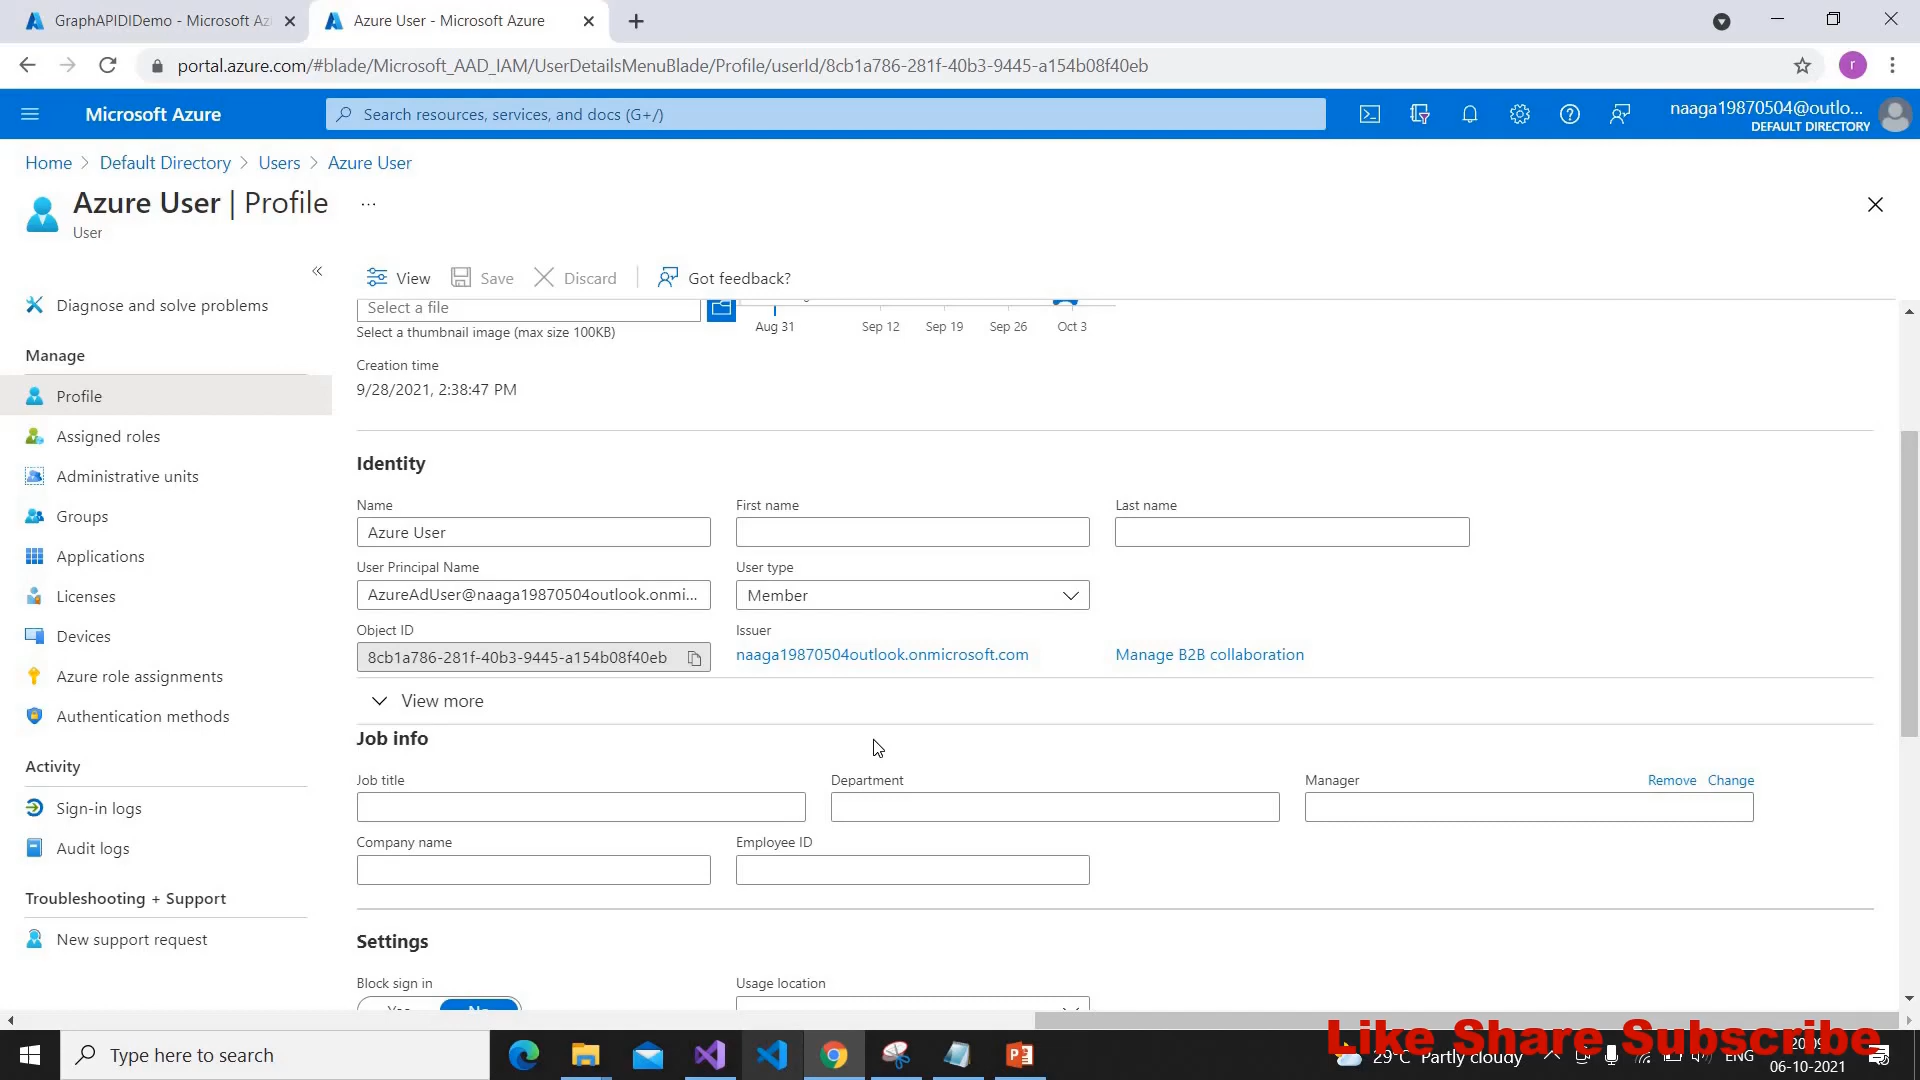 GraphAPIDIDemo - Microsoft Az
Azure User - Microsoft Azure
portal.azure.com/#blade/Microsoft_AAD_IAM/UserDetailsMenuBlade/Profile/userId/8cb1a786-281f-40b3-9445-a154b08f40eb
r
Microsoft Azure
Search resources, services, and docs (G+/)
naaga19870504@outlo...
DEFAULT DIRECTORY
Home > Default Directory > Users > Azure User
Azure User | Profile
...
User
«
View
Save
Discard
Got feedback?
Diagnose and solve problems
Manage
Profile
Assigned roles
Administrative units
Groups
Applications
Licenses
Devices
Azure role assignments
Authentication methods
Activity
Sign-in logs
Audit logs
Troubleshooting + Support
New support request
Select a file
Select a thumbnail image (max size 100KB)
Aug 31 Sep 12 Sep 19 Sep 26 Oct 3
Creation time
9/28/2021, 2:38:47 PM
Identity
Name First name Last name
Azure User
User Principal Name User type
AzureAdUser@naaga19870504outlook.onmi... Member
Object ID Issuer
8cb1a786-281f-40b3-9445-a154b08f40eb naaga19870504outlook.onmicrosoft.com Manage B2B collaboration
View more
Job info
Job title Department Manager Remove Change
Company name Employee ID
Settings
Block sign in Usage location
Yes No
Type here to search
Like Share Subscribe
29°C Partly cloudy
ENG
06-10-2021